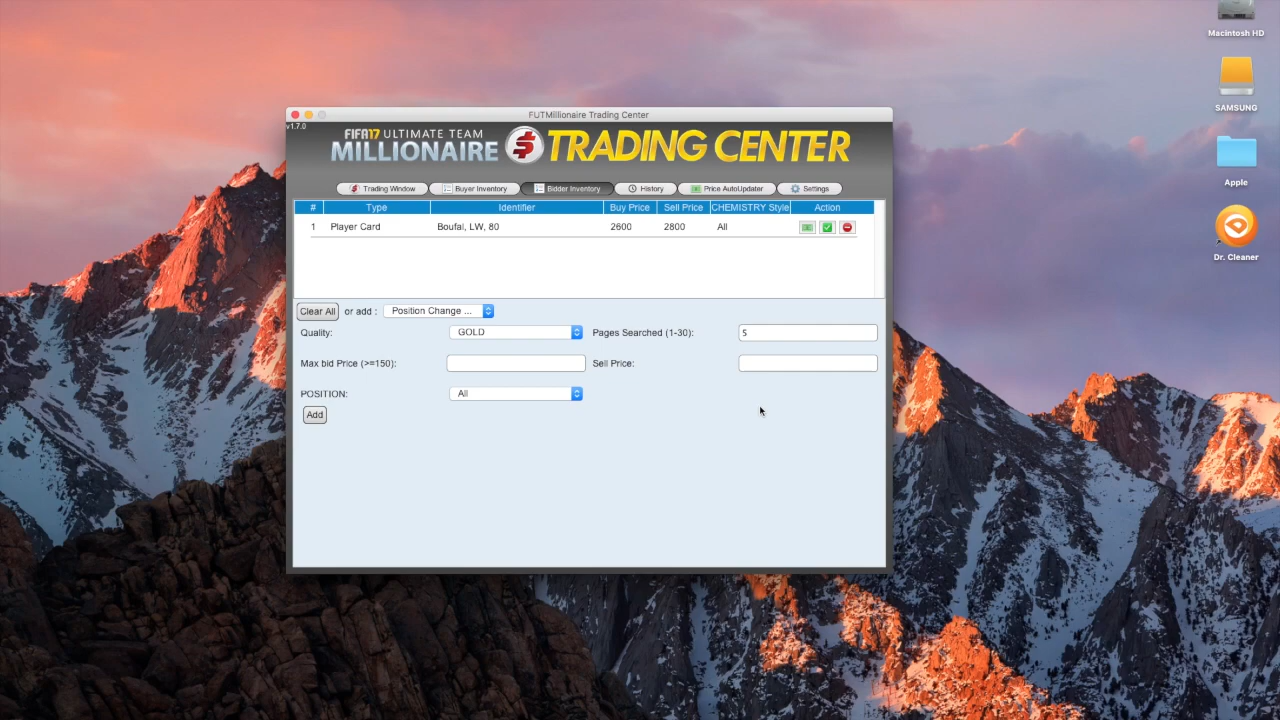 Macintosh HD
SAMSUNG
Apple
Dr. Cleaner
FUTMillionaire Trading Center
v1.7.0
FIFA17 ULTIMATE TEAM
MILLIONAIRE TRADING CENTER
Trading Window Buyer Inventory Bidder Inventory History Price AutoUpdater Settings
# Type Identifier Buy Price Sell Price CHEMISTRY Style Action
1 Player Card Boufal, LW, 80 2600 2800 All
Clear All or add : Position Change ...
Quality: GOLD Pages Searched (1-30): 5
Max bid Price (>=150): Sell Price:
POSITION: All
Add